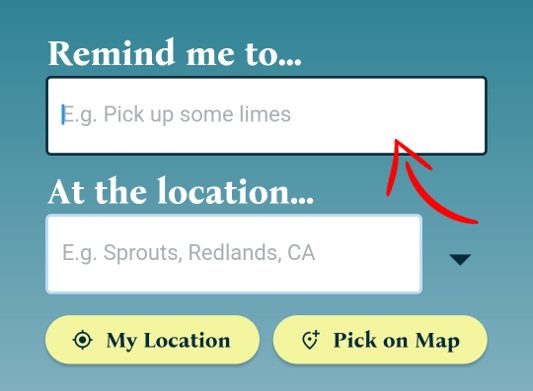 Remind me to...
E.g. Pick up some limes
At the location...
E.g. Sprouts, Redlands, CA
My Location
Pick on Map